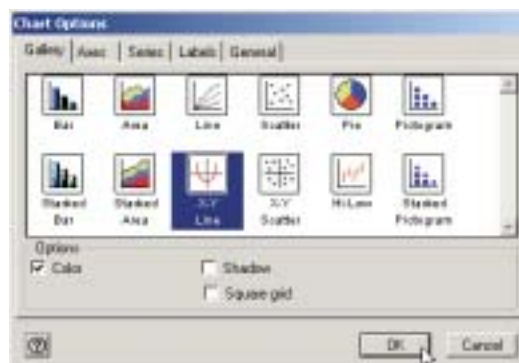 Chart Options
Gallery Axes Series Labels General
Bar Area Line Scatter Pie Pictogram
Stacked Bar Stacked Area X-Y Line X-Y Scatter Hi-Low Stacked Pictogram
Options
Color Shadow
Square grid
OK Cancel